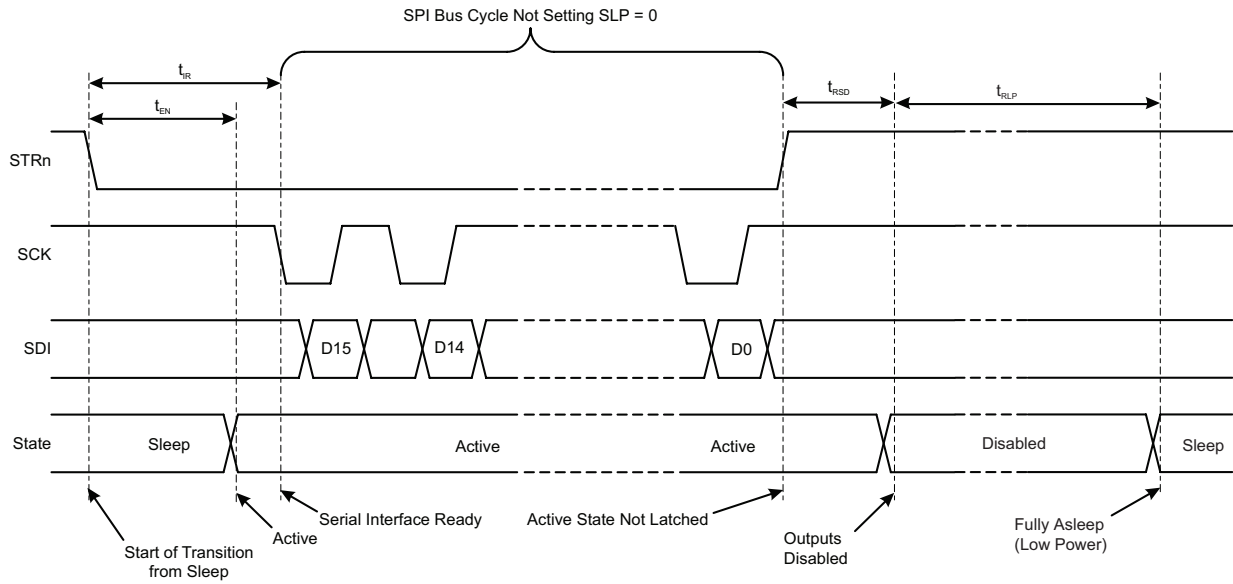 SPI Bus Cycle Not Setting SLP = 0
tIR
tEN
tRSD
tRLP
STRn
SCK
SDI
D15
D14
D0
State
Sleep
Active
Active
Disabled
Sleep
Start of Transition
from Sleep
Active
Serial Interface Ready
Active State Not Latched
Outputs
Disabled
Fully Asleep
(Low Power)